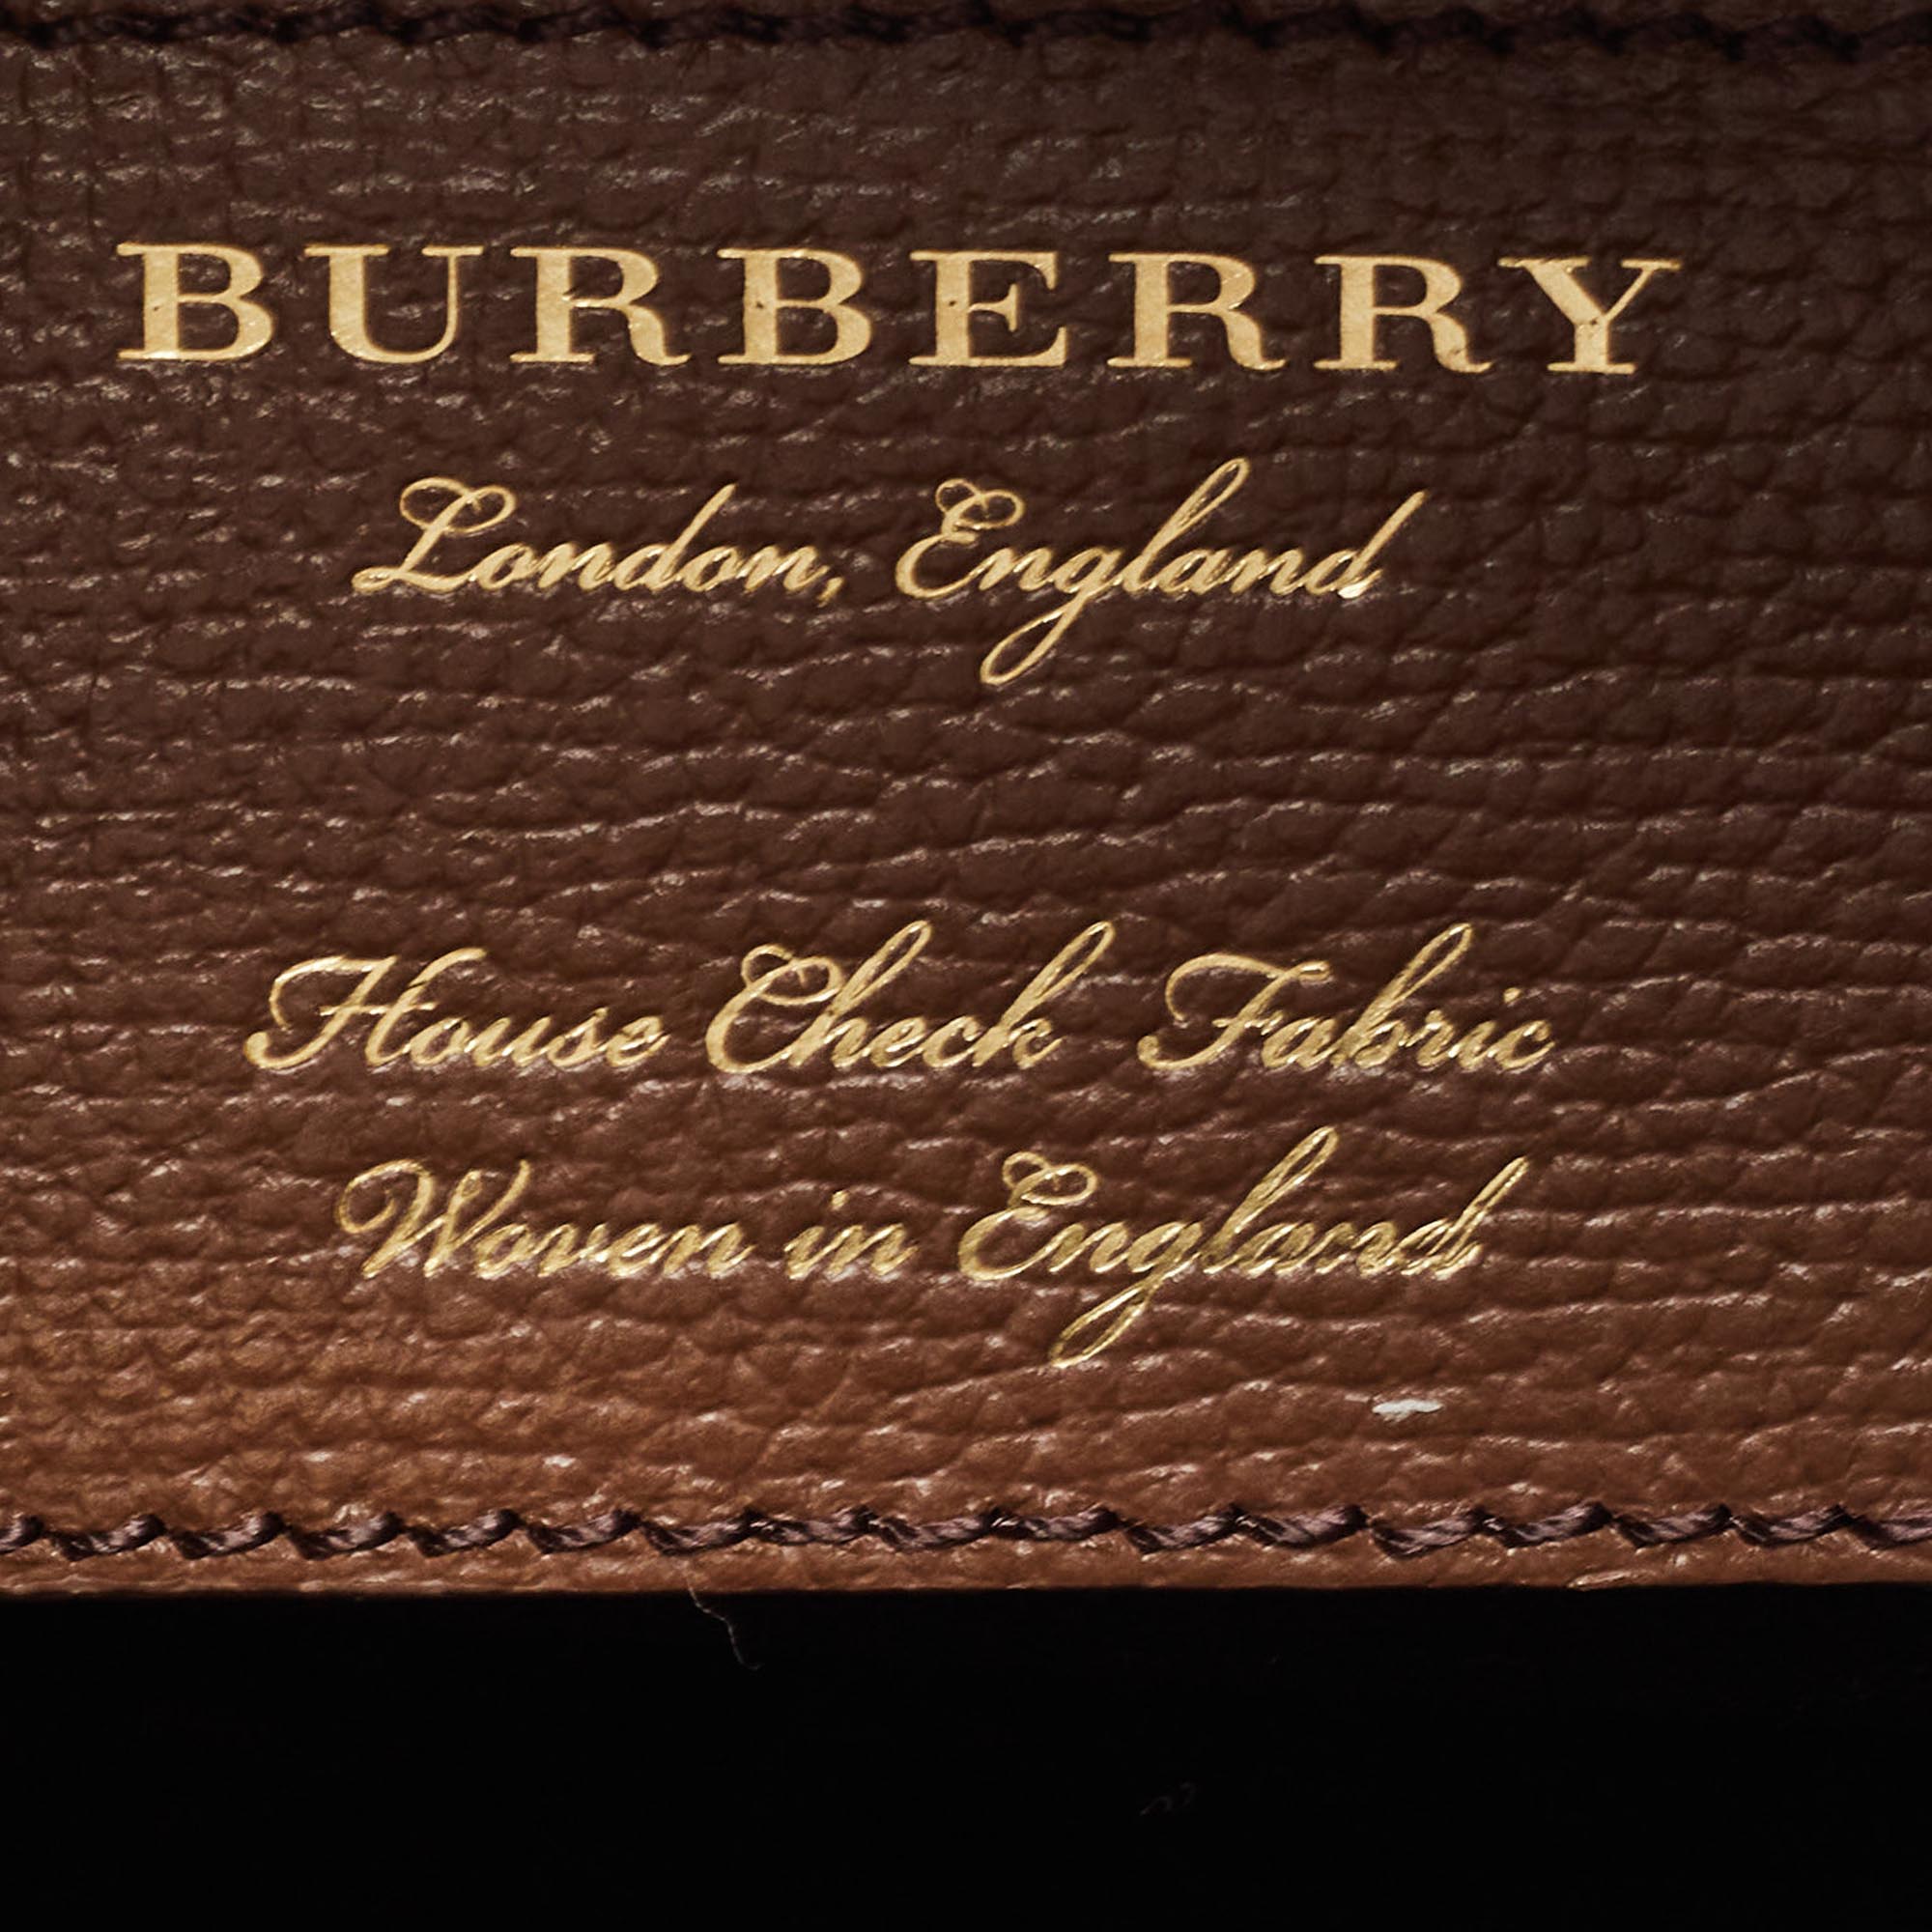 BURBERRY
London, England
House Check Fabric
Woven in England